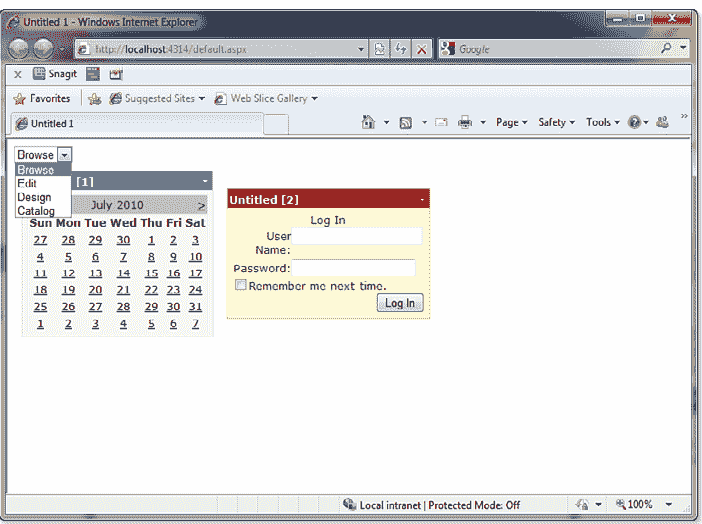 Untitled 1 - Windows Internet Explorer
http://localhost:4314/default.aspx
Google
x Snagit
Favorites Suggested Sites Web Slice Gallery
Untitled 1 Page Safety Tools »
Browse
Browse
Edit [1]
Design
Catalog
July 2010 >
Sun Mon Tue Wed Thu Fri Sat
27 28 29 30 1 2 3
4 5 6 7 8 9 10
11 12 13 14 15 16 17
18 19 20 21 22 23 24
25 26 27 28 29 30 31
1 2 3 4 5 6 7
Untitled [2]
Log In
User
Name:
Password:
Remember me next time.
Log In
Local intranet | Protected Mode: Off 100%